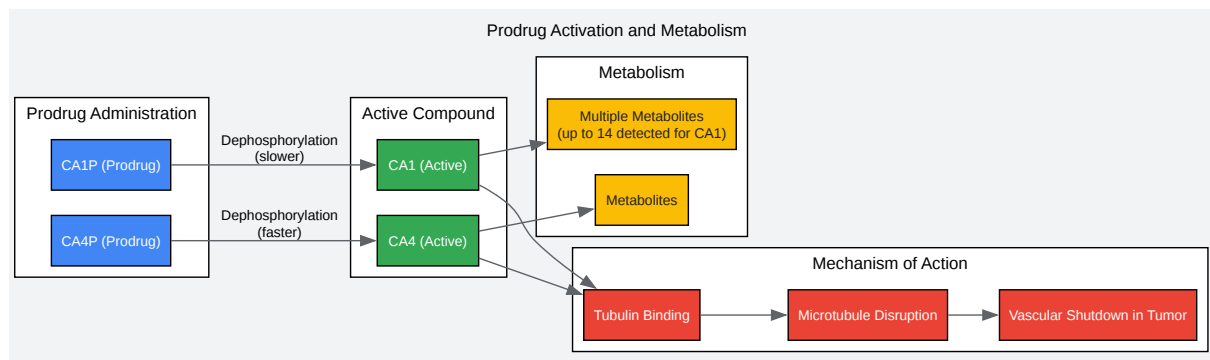 Prodrug Activation and Metabolism
Prodrug Administration
CA1P (Prodrug)
CA4P (Prodrug)
Dephosphorylation
(slower)
Dephosphorylation
(faster)
Active Compound
CA1 (Active)
CA4 (Active)
Metabolism
Multiple Metabolites
(up to 14 detected for CA1)
Metabolites
Mechanism of Action
Tubulin Binding
Microtubule Disruption
Vascular Shutdown in Tumor